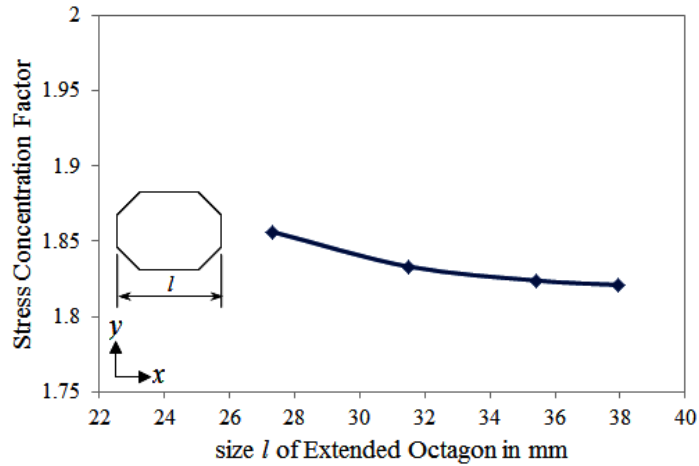 2
1.95
1.9
1.85
1.8
1.75
Stress Concentration Factor
l
y
x
22 24 26 28 30 32 34 36 38 40
size l of Extended Octagon in mm